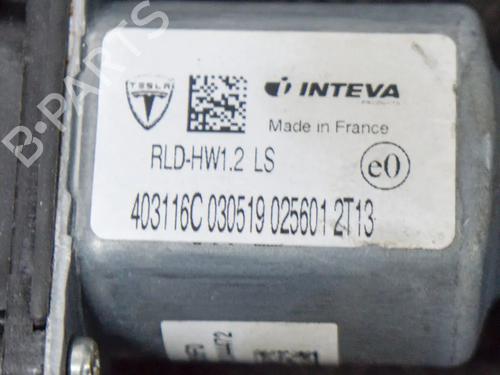 B-PARTS
TESLA
INTEVA
PRODUCTS
Made in France
RLD-HW1.2 LS
e0
403116C 030519 025601 2T13